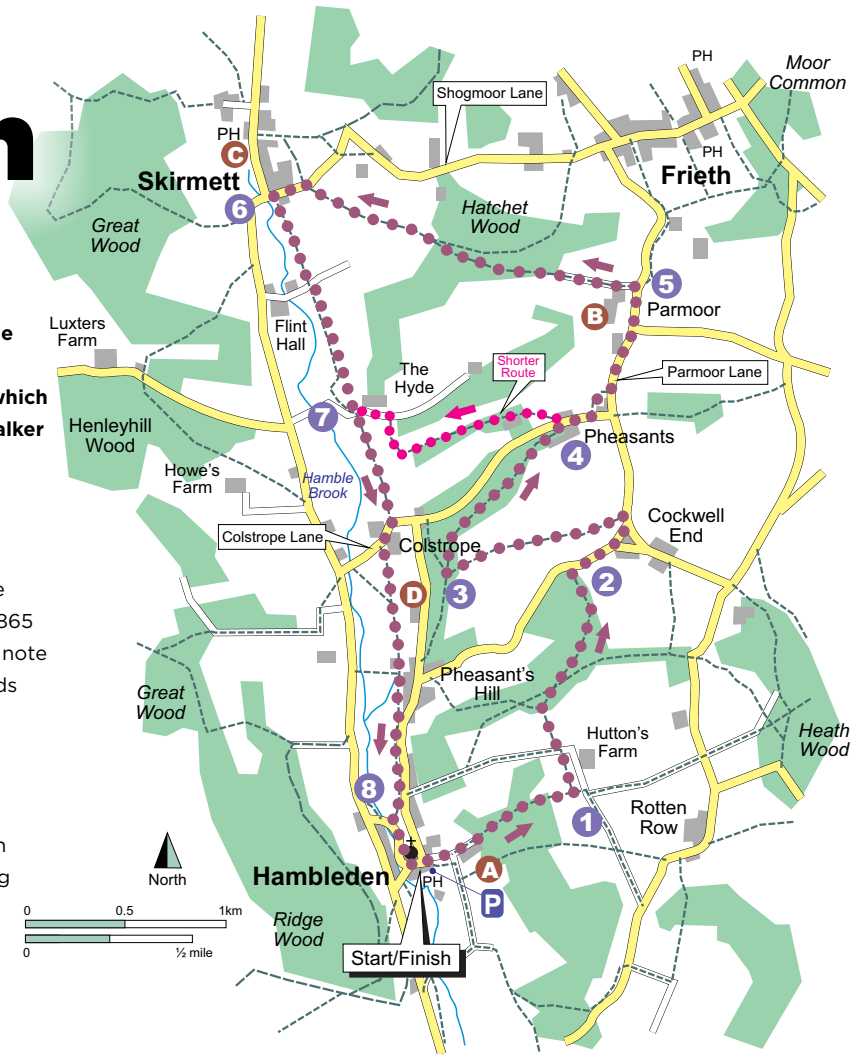 n
PH
Moor
Common
Shogmoor Lane
PH
C
PH
Skirmett
Frieth
6
Hatchet
Wood
Great
Wood
5
B
Parmoor
Flint
Hall
e
Luxters
Farm
The
Hyde
Shorter
Route
Parmoor Lane
which
alker
7
Henleyhill
Wood
Pheasants
4
Howe's
Farm
Hamble
Brook
Cockwell
End
Colstrope Lane
Colstrope
D
3
2
e
865
note
ds
Great
Wood
Pheasant's
Hill
Hutton's
Farm
Heath
Wood
8
1
Rotten
Row
n
g
North
Hambleden
A
PH
P
0
0.5
1km
0
½ mile
Ridge
Wood
Start/Finish